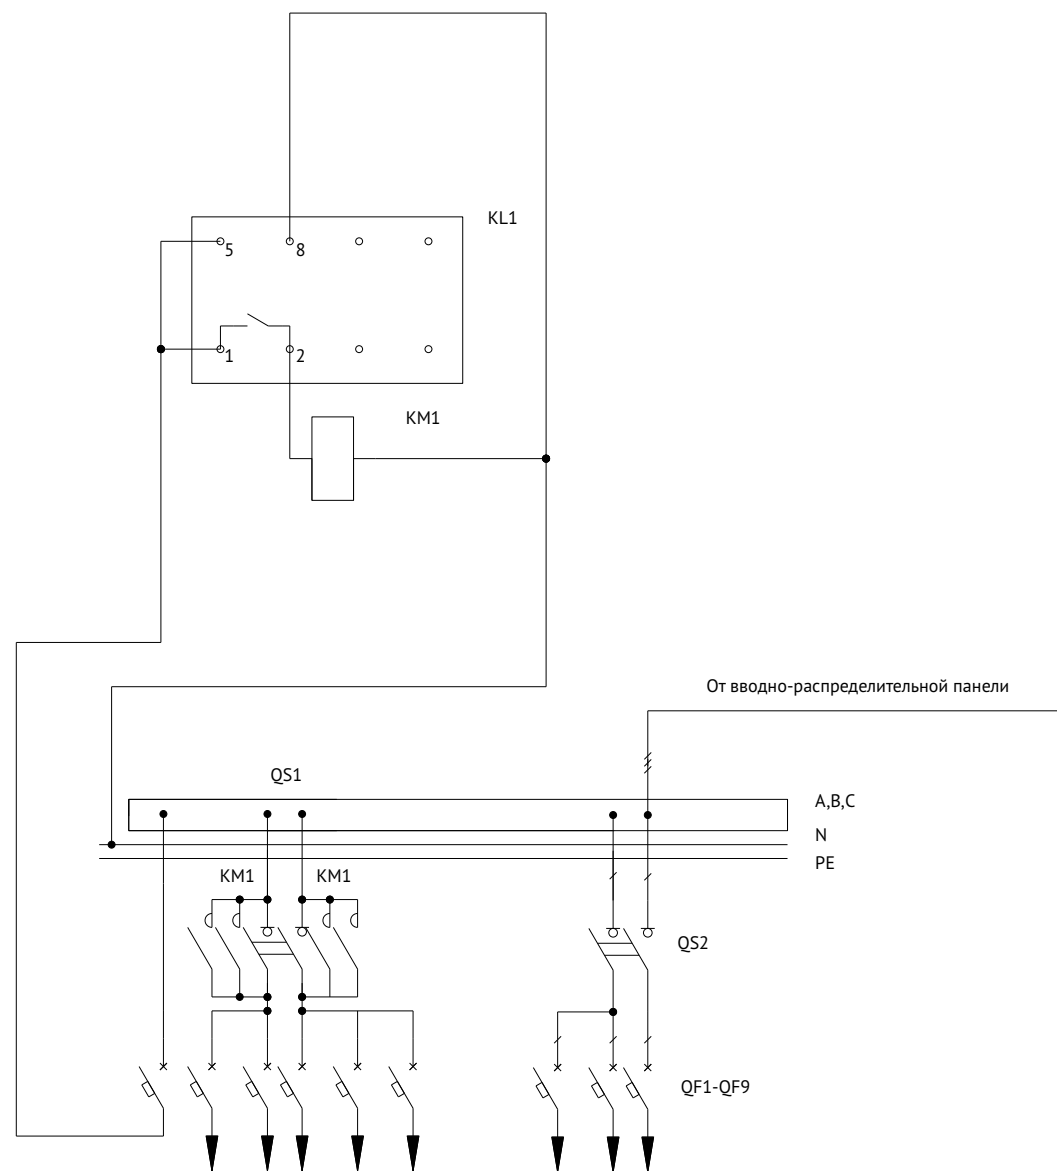 KL1
5
8
1
2
KM1
От вводно-распределительной панели
QS1
A,B,C
N
PE
KM1
KM1
QS2
QF1-QF9